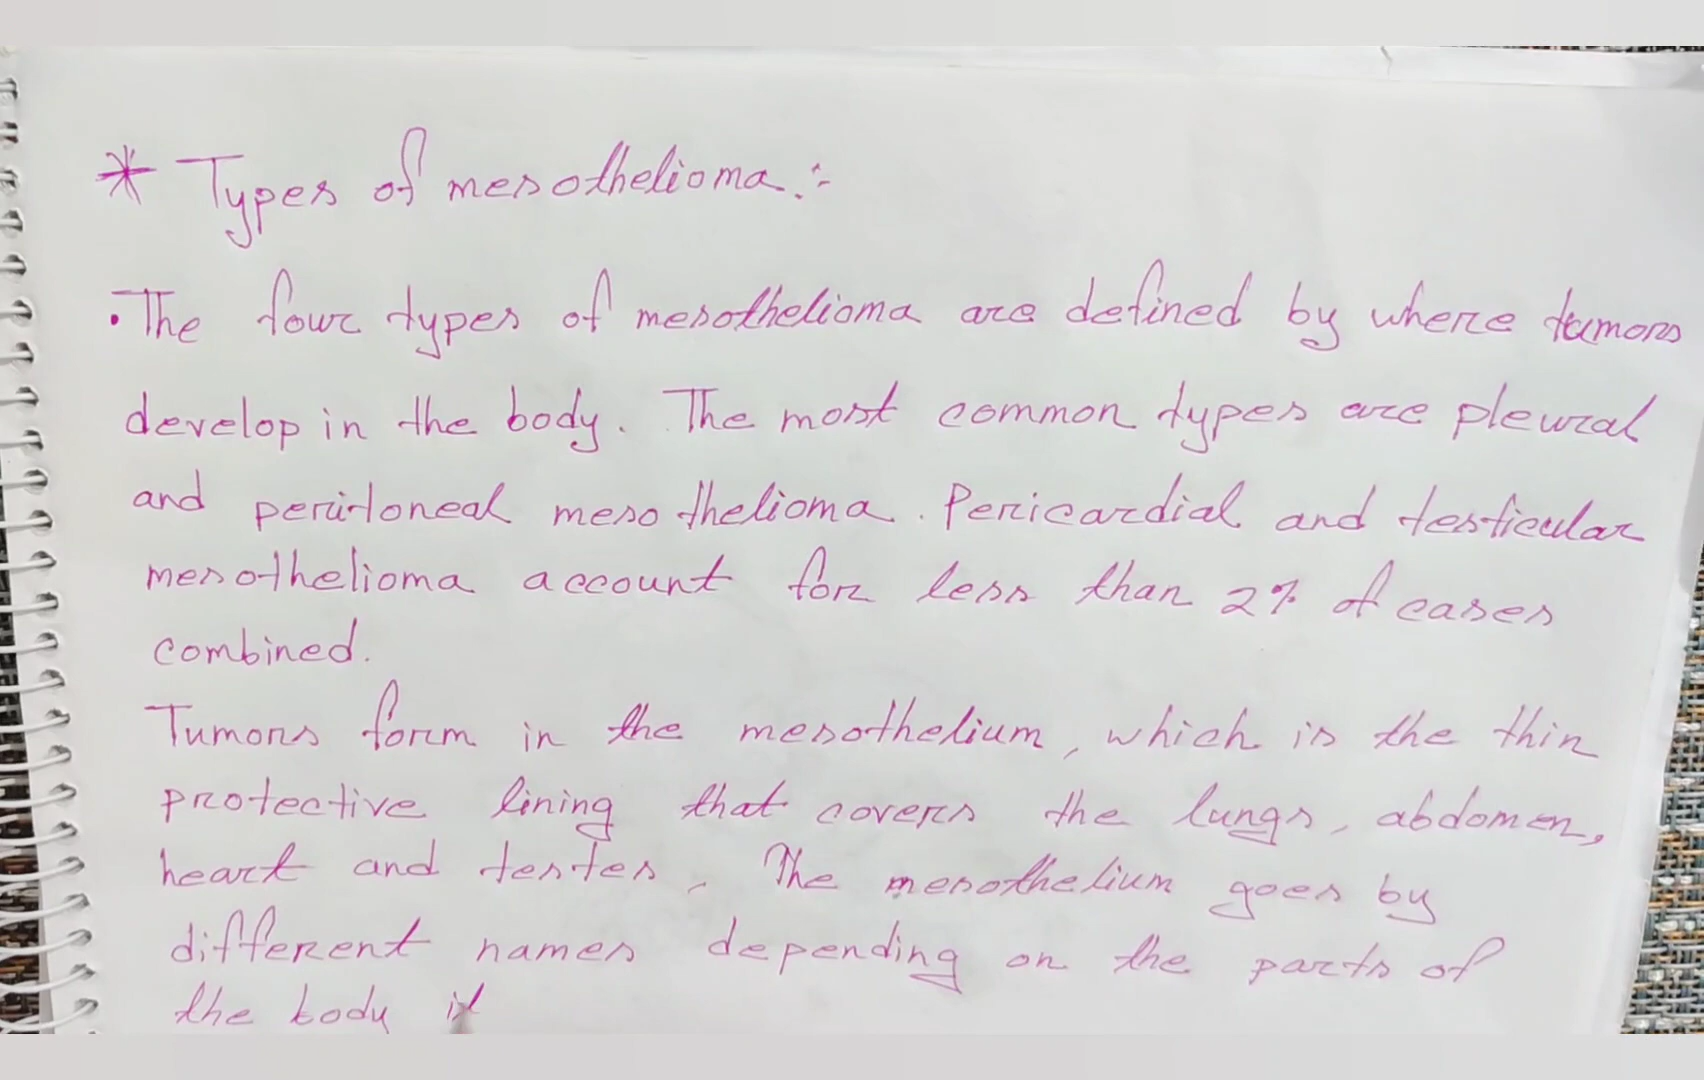 * Types of mesothelioma :-
• The four types of mesothelioma are defined by where tumors
develop in the body. The most common types are pleural
and peritoneal mesothelioma. Pericardial and testicular
mesothelioma account for less than 2% of cases
combined.
Tumors form in the mesothelium, which is the thin
protective lining that covers the lungs, abdomen,
heart and testes. The mesothelium goes by
different names depending on the parts of
the body it